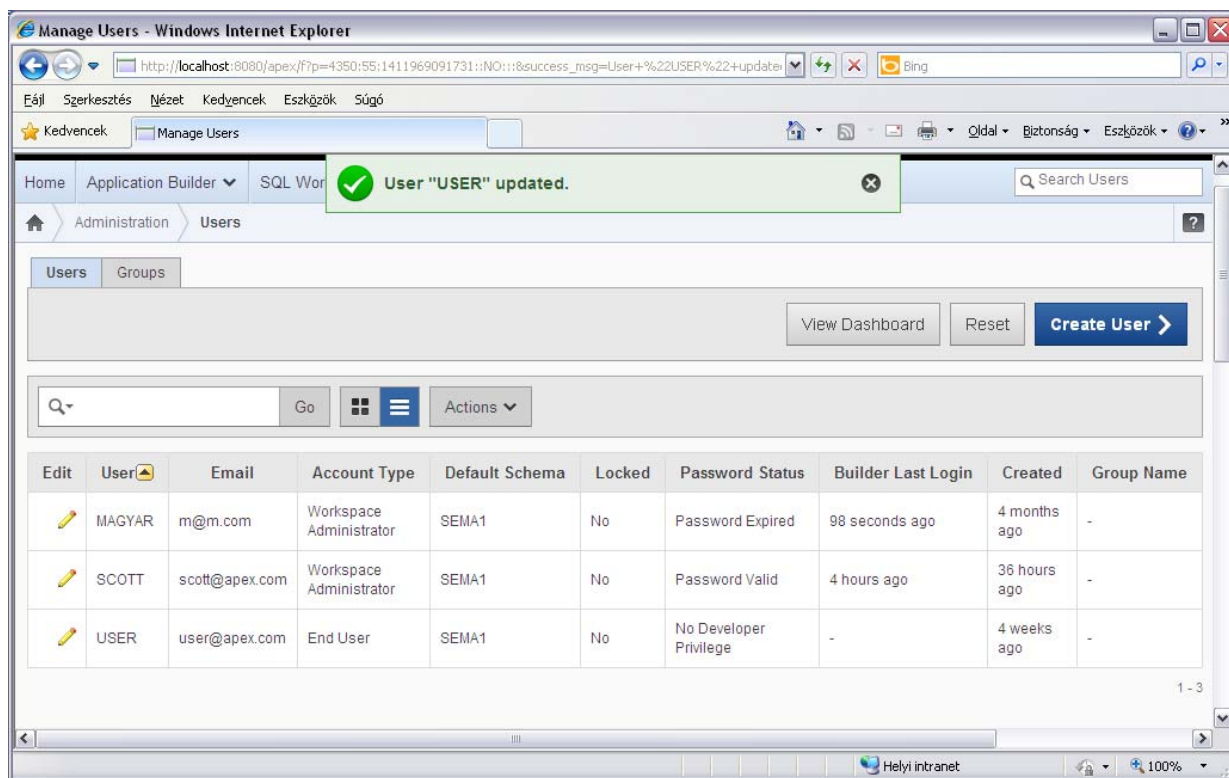 Manage Users - Windows Internet Explorer
http://localhost:8080/apex/f?p=4350:55:1411969091731:::NO:::&success_msg=User+%22USER%22+update
Bing
Fájl Szerkesztés Nézet Kedvencek Eszközök Súgó
Kedvencek Manage Users Oldal Biztonság Eszközök
Home Application Builder SQL Wor User "USER" updated. Search Users
Administration Users ?
Users Groups
View Dashboard Reset Create User
Go Actions
Edit User Email Account Type Default Schema Locked Password Status Builder Last Login Created Group Name
MAGYAR m@m.com Workspace Administrator SEMA1 No Password Expired 98 seconds ago 4 months ago -
SCOTT scott@apex.com Workspace Administrator SEMA1 No Password Valid 4 hours ago 36 hours ago -
USER user@apex.com End User SEMA1 No No Developer Privilege - 4 weeks ago -
1 - 3
Helyi intranet 100%